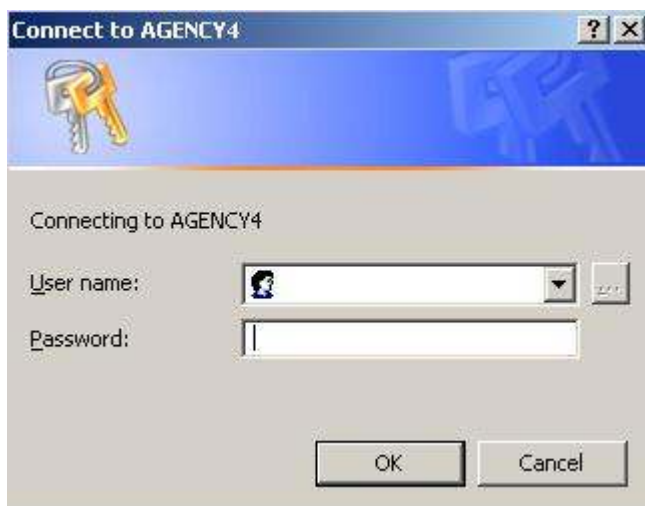 Connect to AGENCY4
Connecting to AGENCY4
User name:
...
Password:
OK Cancel